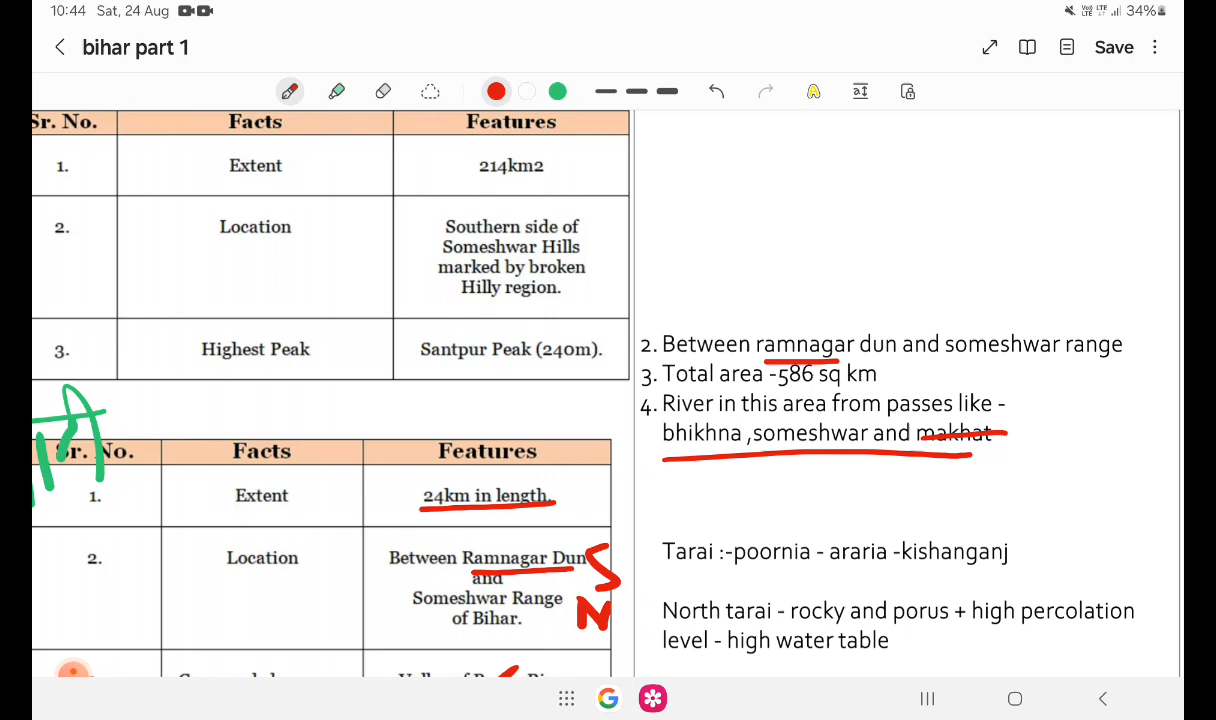 10:44 Sat, 24 Aug
Vo) LTE LTE 34%
bihar part 1
Save
Sr. No. Facts Features
1. Extent 214km2
2. Location Southern side of
Someshwar Hills
marked by broken
Hilly region.
3. Highest Peak Santpur Peak (240m).
Sr. No. Facts Features
1. Extent 24km in length.
2. Location Between Ramnagar Dun S
and
Someshwar Range N
of Bihar.
2. Between ramnagar dun and someshwar range
3. Total area -586 sq km
4. River in this area from passes like -
bhikhna ,someshwar and makhat
Tarai :-poornia - araria -kishanganj
North tarai - rocky and porus + high percolation
level - high water table